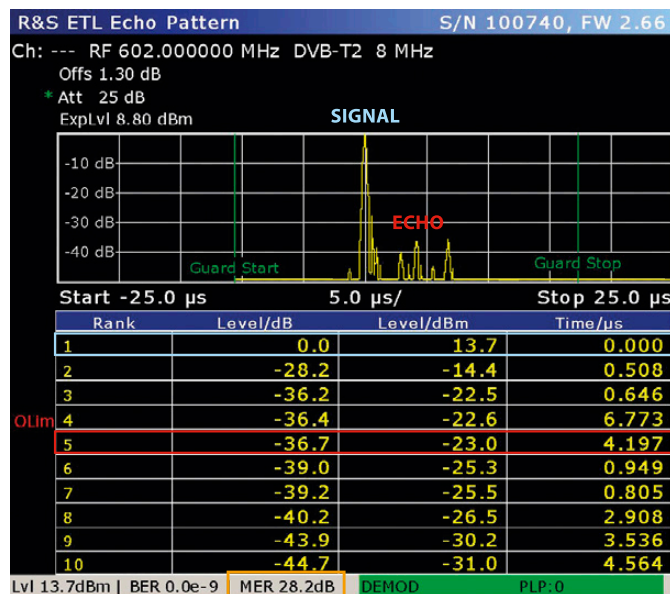 R&S ETL Echo Pattern S/N 100740, FW 2.66
Ch: --- RF 602.000000 MHz DVB-T2 8 MHz
Offs 1.30 dB
* Att 25 dB
ExpLvl 8.80 dBm
SIGNAL
-10 dB
-20 dB
-30 dB
ECHO
-40 dB
Guard Start
Guard Stop
Start -25.0 µs 5.0 µs/ Stop 25.0 µs
Rank Level/dB Level/dBm Time/µs
1 0.0 13.7 0.000
2 -28.2 -14.4 0.508
3 -36.2 -22.5 0.646
OLIm 4 -36.4 -22.6 6.773
5 -36.7 -23.0 4.197
6 -39.0 -25.3 0.949
7 -39.2 -25.5 0.805
8 -40.2 -26.5 2.908
9 -43.9 -30.2 3.536
10 -44.7 -31.0 4.564
Lvl 13.7dBm | BER 0.0e-9 | MER 28.2dB DEMOD PLP:0